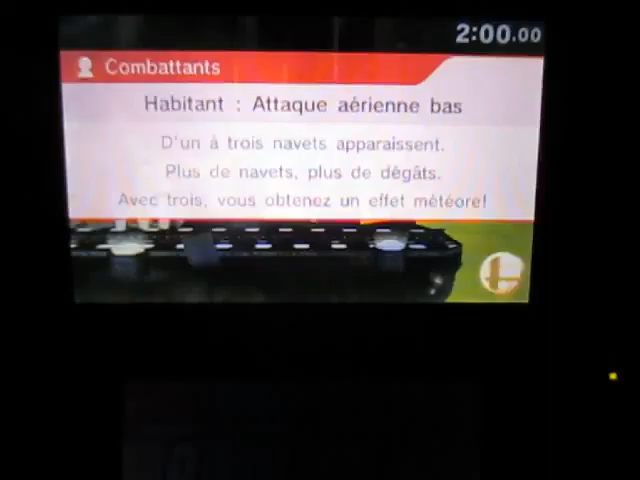 2:00.00
Combattants
Habitant : Attaque aérienne bas
D'un à trois navets apparaissent.
Plus de navets, plus de dégâts.
Avec trois, vous obtenez un effet météore!